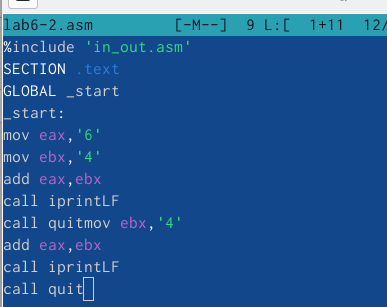 lab6-2.asm [-M--] 9 L:[ 1+11 12/
%include 'in_out.asm'
SECTION .text
GLOBAL _start
_start:
mov eax,'6'
mov ebx,'4'
add eax,ebx
call iprintLF
call quitmov ebx,'4'
add eax,ebx
call iprintLF
call quit